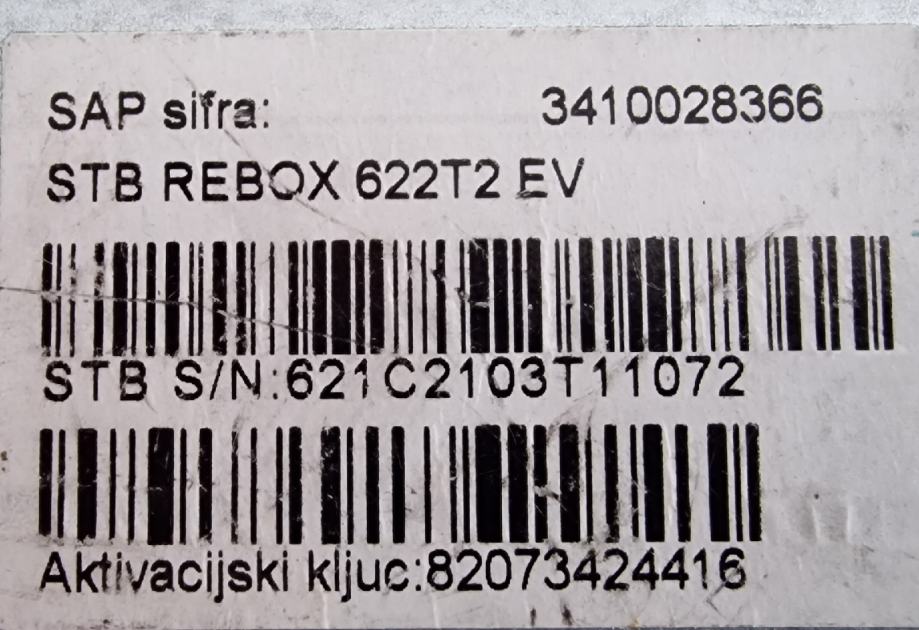 SAP sifra: 3410028366
STB REBOX 622T2 EV
STB S/N:621C2103T11072
Aktivacijski kljuc:82073424416